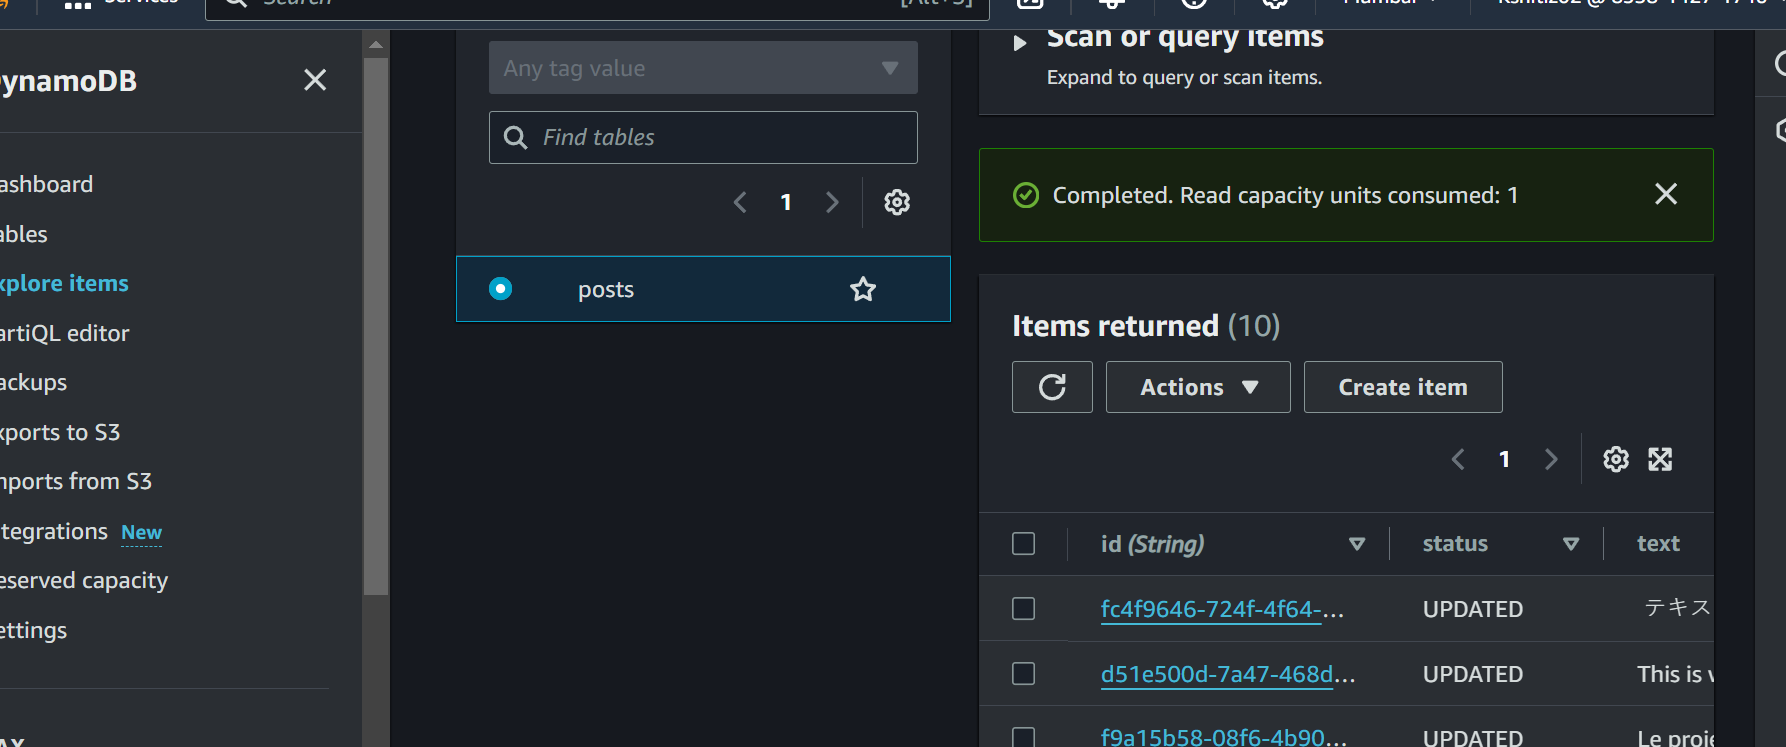 Services
Search
[Alt+S]
ynamoDB
ashboard
ables
xplore items
artiQL editor
ackups
xports to S3
mports from S3
ntegrations New
eserved capacity
ettings
AX
Any tag value
Find tables
1
posts
Scan or query items
Expand to query or scan items.
Completed. Read capacity units consumed: 1
Items returned (10)
Actions
Create item
1
id (String) status text
fc4f9646-724f-4f64-... UPDATED テキス
d51e500d-7a47-468d... UPDATED This is
f9a15b58-08f6-4b90... UPDATED Le proje